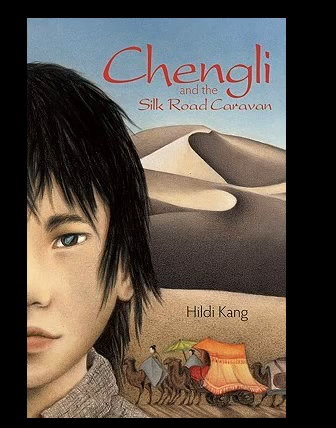 Chengli
and the
Silk Road Caravan
Hildi Kang